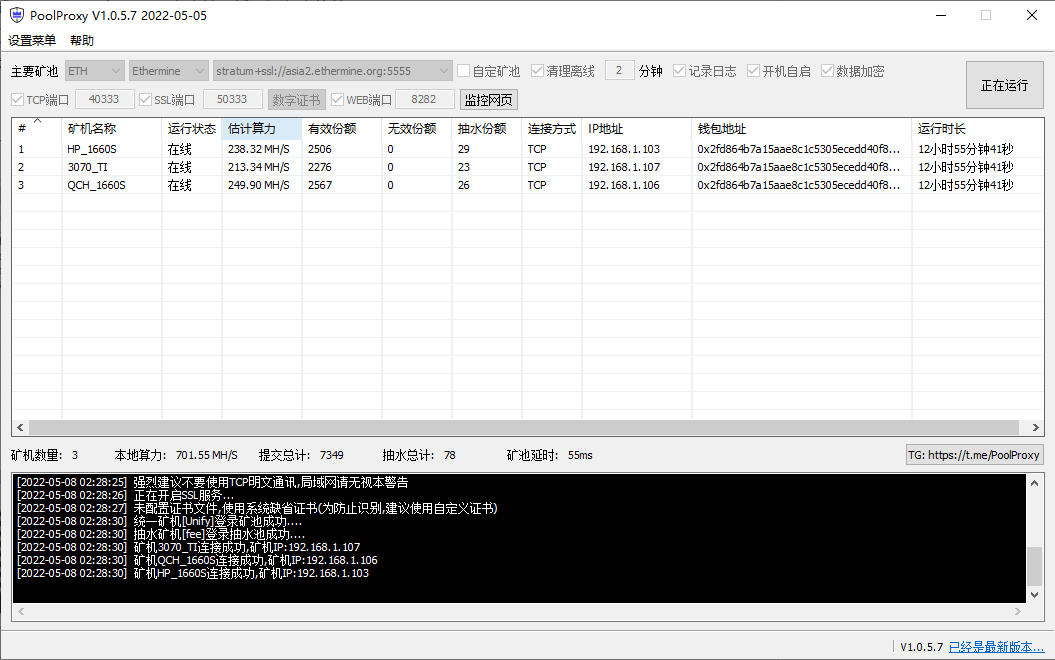 PoolProxy V1.0.5.7 2022-05-05
设置菜单 帮助
主要矿池 ETH Ethermine stratum+ssl://asia2.ethermine.org:5555 自定矿池 清理离线 2 分钟 记录日志 开机自启 数据加密 正在运行
TCP端口 40333 SSL端口 50333 数字证书 WEB端口 8282 监控网页
# 矿机名称 运行状态 估计算力 有效份额 无效份额 抽水份额 连接方式 IP地址 钱包地址 运行时长
1 HP_1660S 在线 238.32 MH/S 2506 0 29 TCP 192.168.1.103 0x2fd864b7a15aae8c1c5305ecedd40f8... 12小时55分钟41秒
2 3070_TI 在线 213.34 MH/S 2276 0 23 TCP 192.168.1.107 0x2fd864b7a15aae8c1c5305ecedd40f8... 12小时55分钟41秒
3 QCH_1660S 在线 249.90 MH/S 2567 0 26 TCP 192.168.1.106 0x2fd864b7a15aae8c1c5305ecedd40f8... 12小时55分钟41秒
矿机数量: 3 本地算力: 701.55 MH/S 提交总计: 7349 抽水总计: 78 矿池延时: 55ms TG: https://t.me/PoolProxy
[2022-05-08 02:28:25] 强烈建议不要使用TCP明文通讯,局域网请无视本警告
[2022-05-08 02:28:26] 正在开启SSL服务...
[2022-05-08 02:28:27] 未配置证书文件,使用系统缺省证书(为防止识别,建议使用自定义证书)
[2022-05-08 02:28:30] 统一矿机[Unify]登录矿池成功....
[2022-05-08 02:28:30] 抽水矿机[fee]登录抽水池成功....
[2022-05-08 02:28:30] 矿机3070_TI连接成功,矿机IP:192.168.1.107
[2022-05-08 02:28:30] 矿机QCH_1660S连接成功,矿机IP:192.168.1.106
[2022-05-08 02:28:30] 矿机HP_1660S连接成功,矿机IP:192.168.1.103
V1.0.5.7 已经是最新版本...